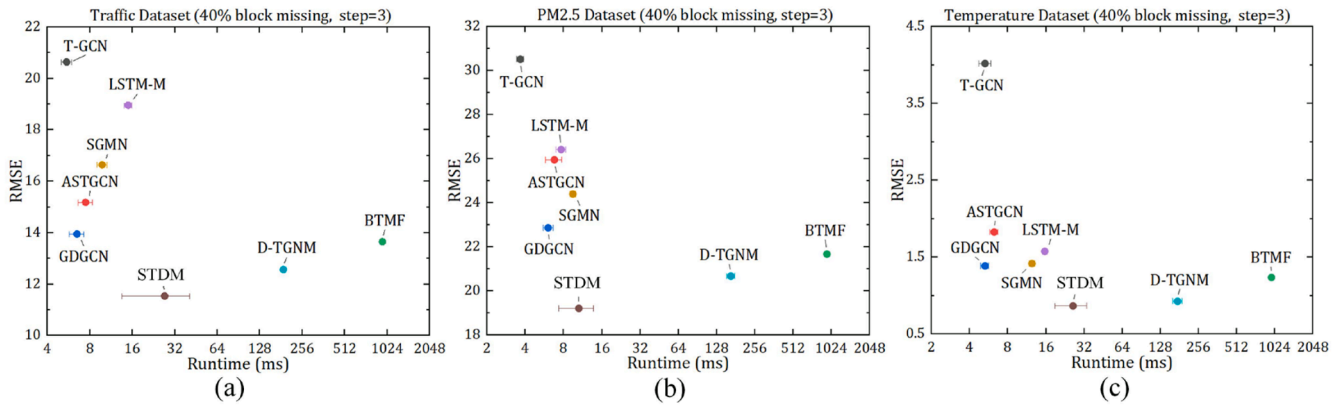 Traffic Dataset (40% block missing, step=3)
22
20
18
16
14
12
10
RMSE
T-GCN
LSTM-M
SGMN
ASTGCN
GDGCN
BTMF
D-TGNM
STDM
4 8 16 32 64 128 256 512 1024 2048
Runtime (ms)
(a)
PM2.5 Dataset (40% block missing, step=3)
32
30
28
26
24
22
20
18
RMSE
T-GCN
LSTM-M
ASTGCN
SGMN
GDGCN
BTMF
D-TGNM
STDM
2 4 8 16 32 64 128 256 512 1024 2048
Runtime (ms)
(b)
Temperature Dataset (40% block missing, step=3)
4.5
3.5
2.5
1.5
0.5
RMSE
T-GCN
ASTGCN
LSTM-M
GDGCN
SGMN
STDM
D-TGNM
BTMF
2 4 8 16 32 64 128 256 512 1024 2048
Runtime (ms)
(c)